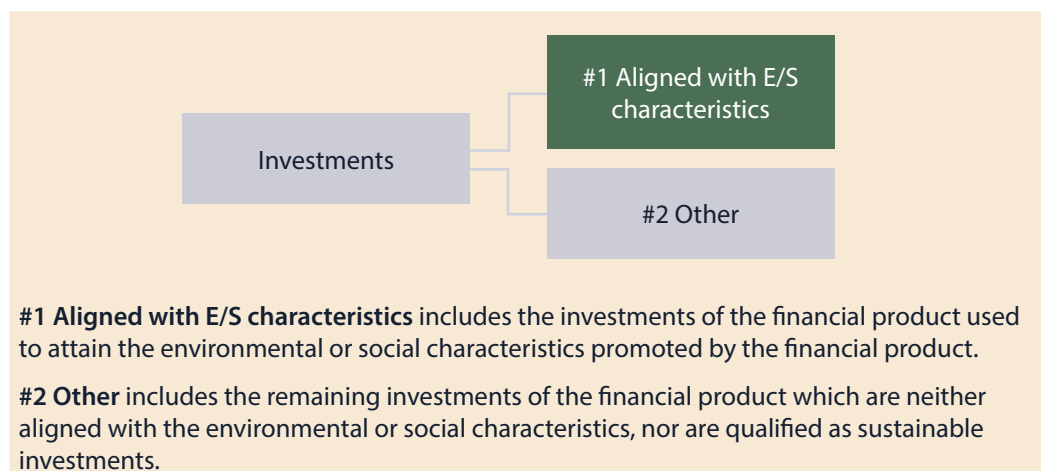 #1 Aligned with E/S
characteristics
Investments
#2 Other
#1 Aligned with E/S characteristics includes the investments of the financial product used
to attain the environmental or social characteristics promoted by the financial product.
#2 Other includes the remaining investments of the financial product which are neither
aligned with the environmental or social characteristics, nor are qualified as sustainable
investments.